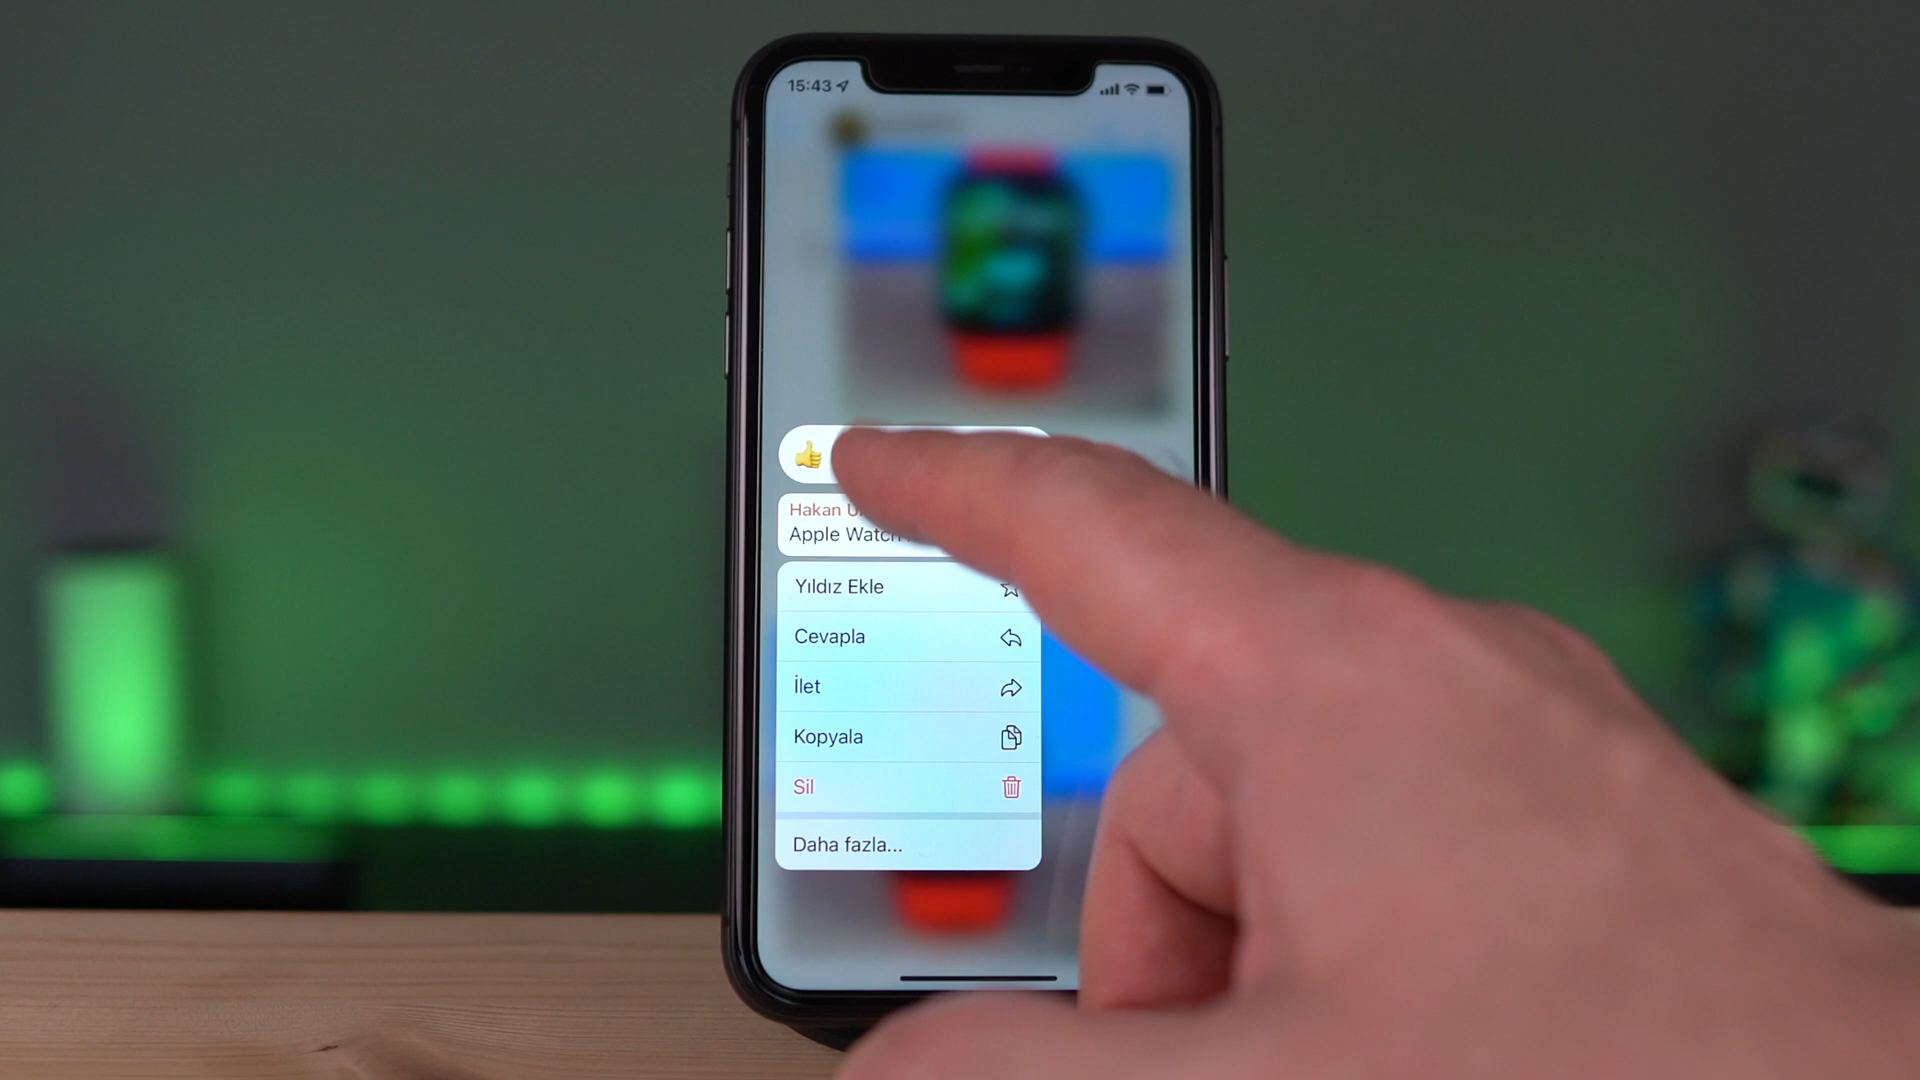 15:43
Hakan
Apple Watch
Yıldız Ekle
Cevapla
İlet
Kopyala
Sil
Daha fazla...